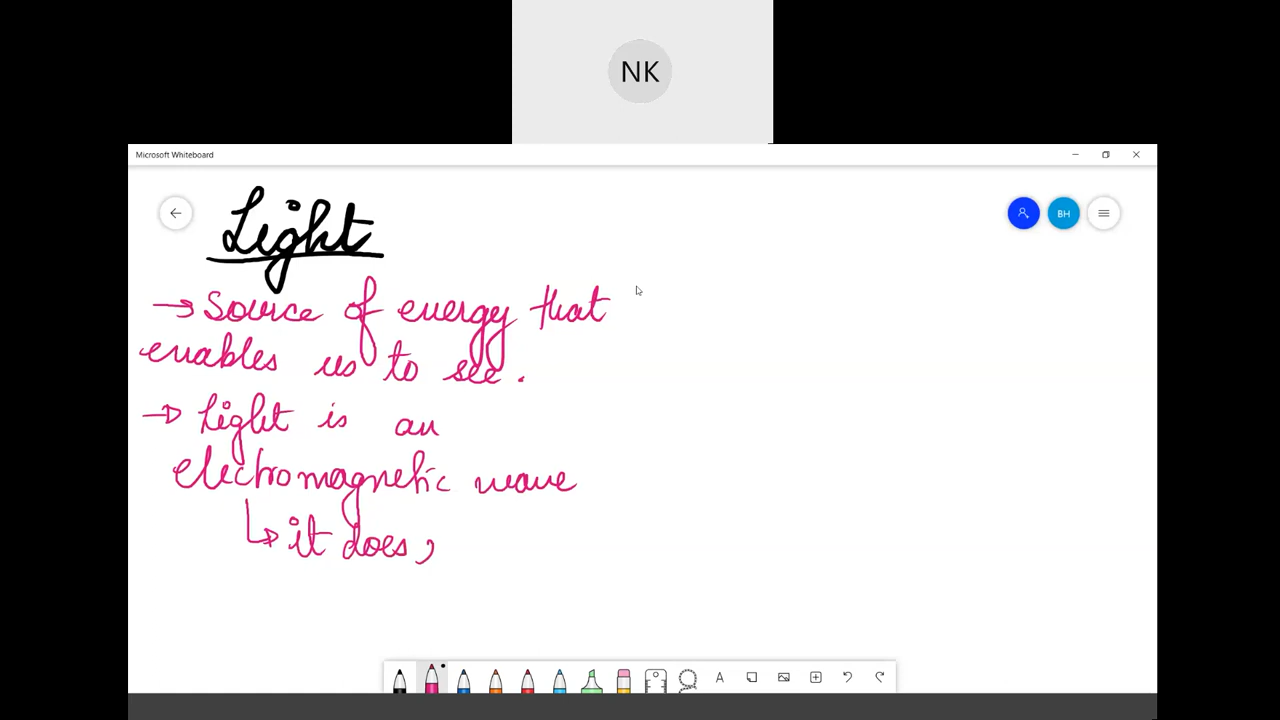 NK
Microsoft Whiteboard
Light
BH
→ Source of energy that
enables us to see.
→ Light is an
electromagnetic wave
↳ it does
A